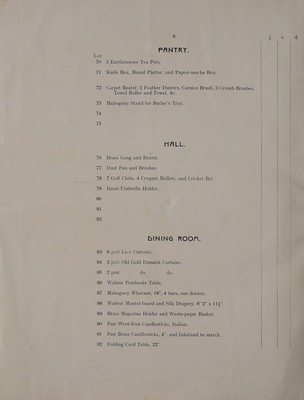 6
£ s d
PANTRY.
Lot
70 3 Earthenware Tea Pots.
71 Knife Box, Bread Platter, and Papier-mache Box.
72 Carpet Beater, 2 Feather Dusters, Cornice Brush, 3 Crumb Brushes,
Towel Roller and Towel, &c.
73 Mahogany Stand for Butler's Tray.
74
75
HALL.
76 Brass Gong and Beater.
77 Dust Pan and Brushes.
78 7 Golf Clubs, 4 Croquet Mallets, and Cricket Bat.
79 Umbrella Holder.
80
81
82
DINING ROOM.
83 6 Lace Curtains.
84 2 pair Old Gold Damask Curtains.
85 2 pair do. do.
86 Walnut Pembroke Table.
87 Mahogany Whatnot, 18", 4 tiers, one drawer.
88 Walnut Mantel-board and Silk Drapery, 6' 2" x 11½".
89 Brass Magazine Holder and Waste-paper Basket.
90 Pair Wrot-Iron Candlesticks, Italian.
91 Pair Brass Candlesticks, 4", and Inkstand to match.
92 Folding Card Table, 22".